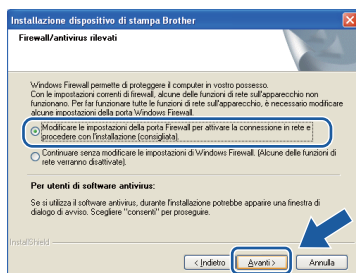 Installazione dispositivo di stampa Brother
Firewall/antivirus rilevati
Windows Firewall permette di proteggere il computer in vostro possesso.
Con le impostazioni correnti di firewall, alcune delle funzioni di rete sull'apparecchio non
funzionano. Per far funzionare tutte le funzioni di rete sull'apparecchio, è necessario modificare
alcune impostazioni della porta Windows Firewall.
Modificare le impostazioni della porta Firewall per attivare la connessione in rete e
procedere con l'installazione (consigliata).
Continuare senza modificare le impostazioni di Windows Firewall. (Alcune delle funzioni di
rete verranno disattivate).
Per utenti di software antivirus:
Se si utilizza il software antivirus, durante l'installazione potrebbe apparire una finestra di
dialogo di avviso. Scegliere "consenti" per proseguire.
InstallShield
< Indietro
Avanti >
Annulla